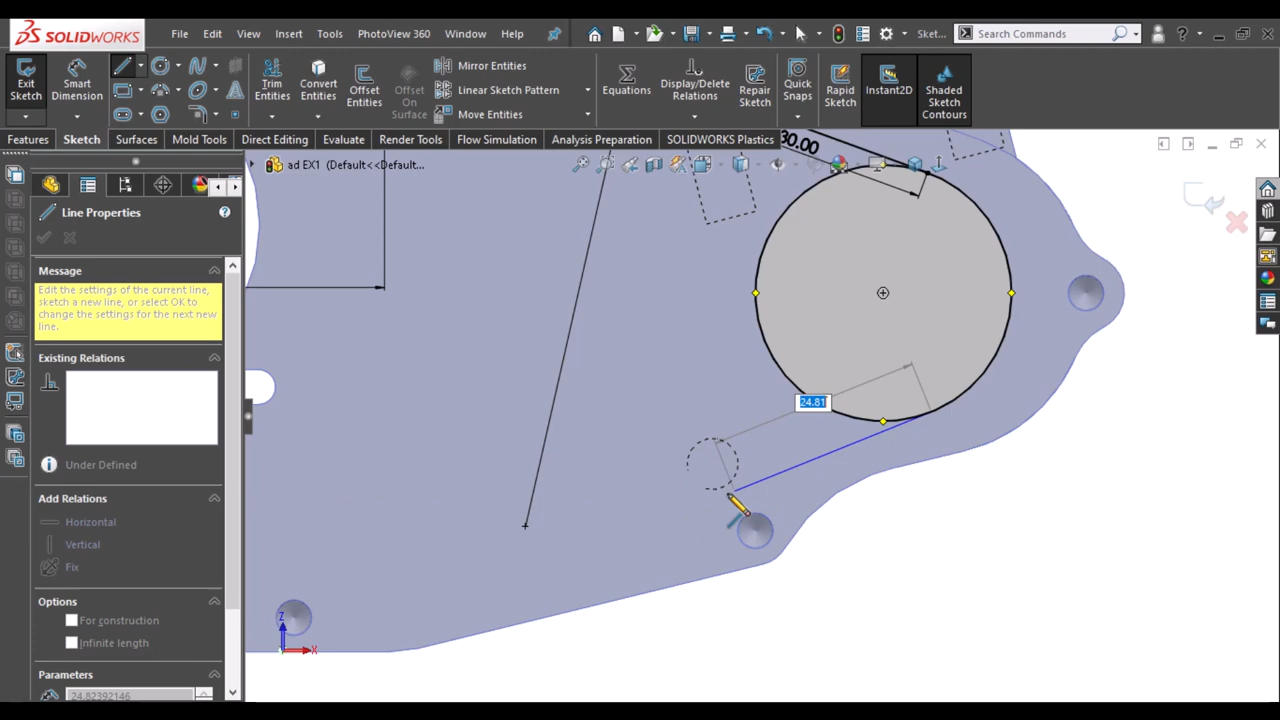 SOLIDWORKS File Edit View Insert Tools PhotoView 360 Window Help Sket... Search Commands
Exit Sketch Smart Dimension Trim Entities Convert Entities Offset Entities Offset On Surface Mirror Entities Linear Sketch Pattern Move Entities Equations Display/Delete Relations Repair Sketch Quick Snaps Rapid Sketch Instant2D Shaded Sketch Contours
Features Sketch Surfaces Mold Tools Direct Editing Evaluate Render Tools Flow Simulation Analysis Preparation SOLIDWORKS Plastics
30.00
ad EX1 (Default<<Default...
Line Properties
Message
Edit the settings of the current line,
sketch a new line, or select OK to
change the settings for the next new
line.
Existing Relations
24.81
Under Defined
Add Relations
Horizontal
Vertical
Fix
Options
For construction
Infinite length
Parameters
24.82392146
Z
X